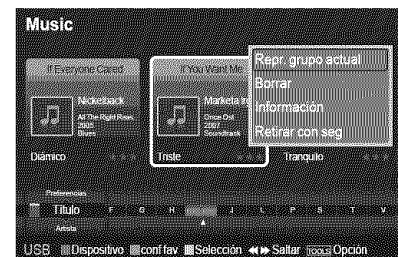 Music
If Everyone Cared
If You Want Me
Repr. grupo actual
Borrar
Información
Retirar con seg
Nickelback
All The Right Reas.
2005
Blues
Once Ost
2007
Soundtrack
Diámico
Triste
Tranquilo
Preferencias
Título F G H J L P S T V
Artista
USB Dispositivo conf fav Selección Saltar TOOLS Opción